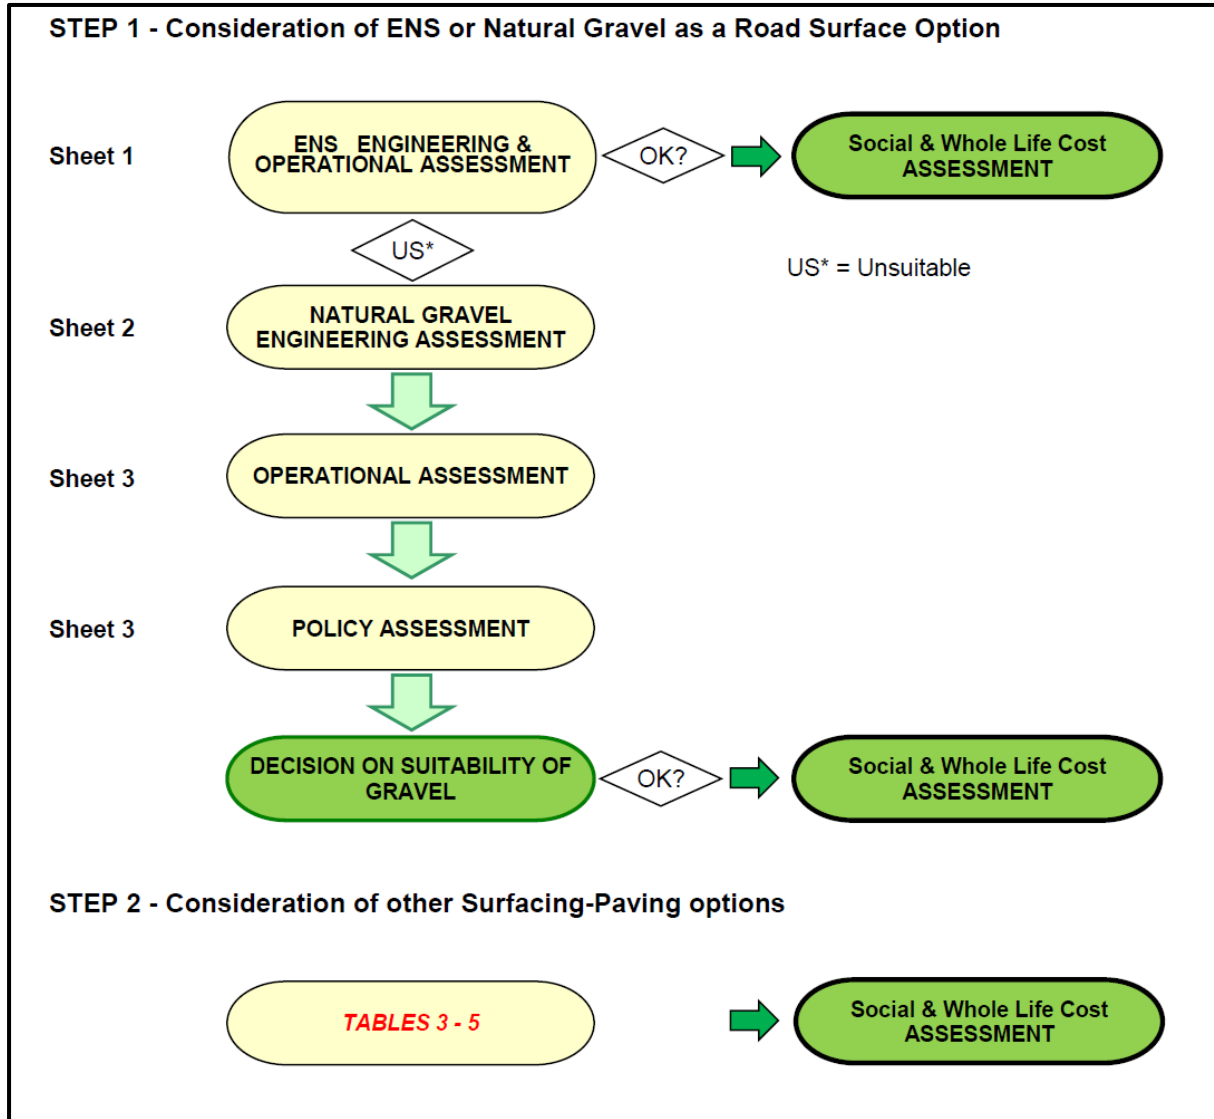 STEP 1 - Consideration of ENS or Natural Gravel as a Road Surface Option
Sheet 1
ENS ENGINEERING &
OPERATIONAL ASSESSMENT
OK?
Social & Whole Life Cost
ASSESSMENT
US*
US* = Unsuitable
Sheet 2
NATURAL GRAVEL
ENGINEERING ASSESSMENT
Sheet 3
OPERATIONAL ASSESSMENT
Sheet 3
POLICY ASSESSMENT
DECISION ON SUITABILITY OF
GRAVEL
OK?
Social & Whole Life Cost
ASSESSMENT
STEP 2 - Consideration of other Surfacing-Paving options
TABLES 3 - 5
Social & Whole Life Cost
ASSESSMENT